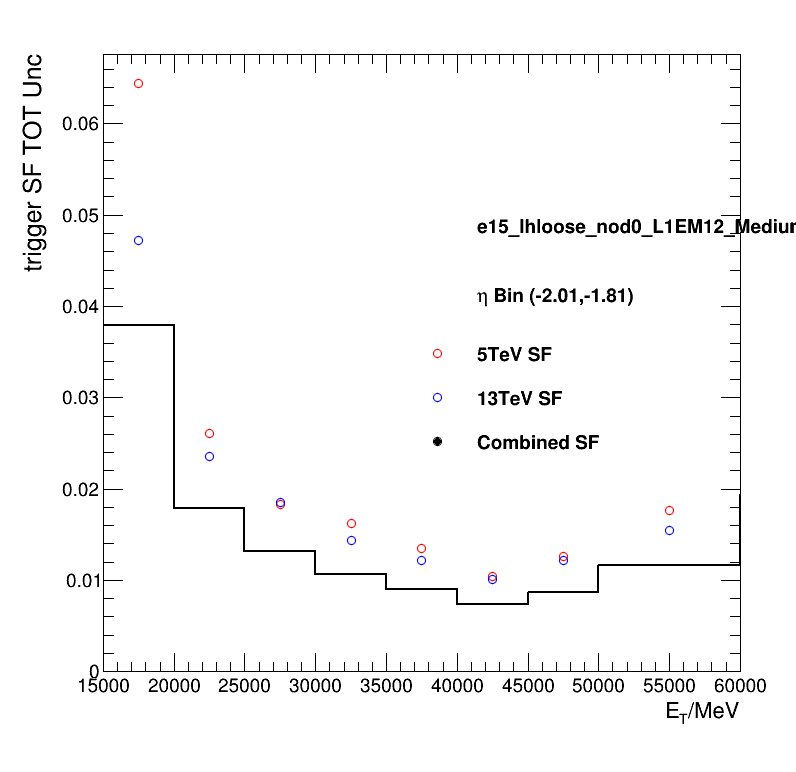 trigger SF TOT Unc
0.06
0.05
0.04
0.03
0.02
0.01
0
e15_lhloose_nod0_L1EM12_Medium
η Bin (-2.01,-1.81)
5TeV SF
13TeV SF
Combined SF
15000 20000 25000 30000 35000 40000 45000 50000 55000 60000
E_T/MeV